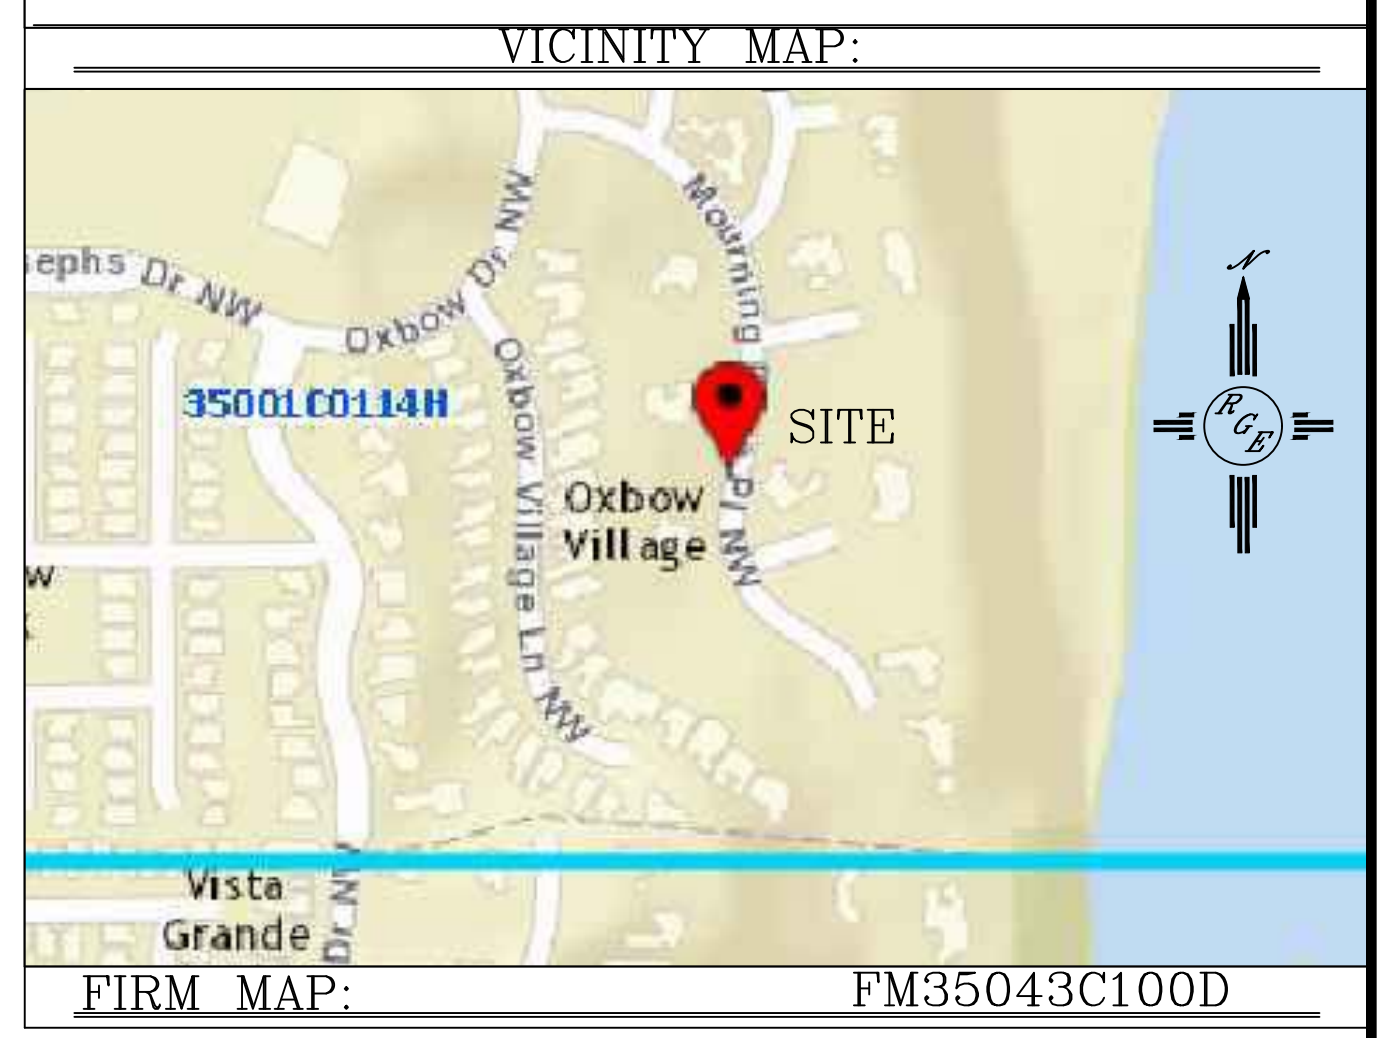 VICINITY MAP:
Mourning
Oxbow Dr NW
ephs Dr NW
N
35001C0114H
R
G
E
SITE
Oxbow
Village
Pl NW
Oxbow Village Ln NW
W
Vista
Grande
Dr NW
FIRM MAP: FM35043C100D